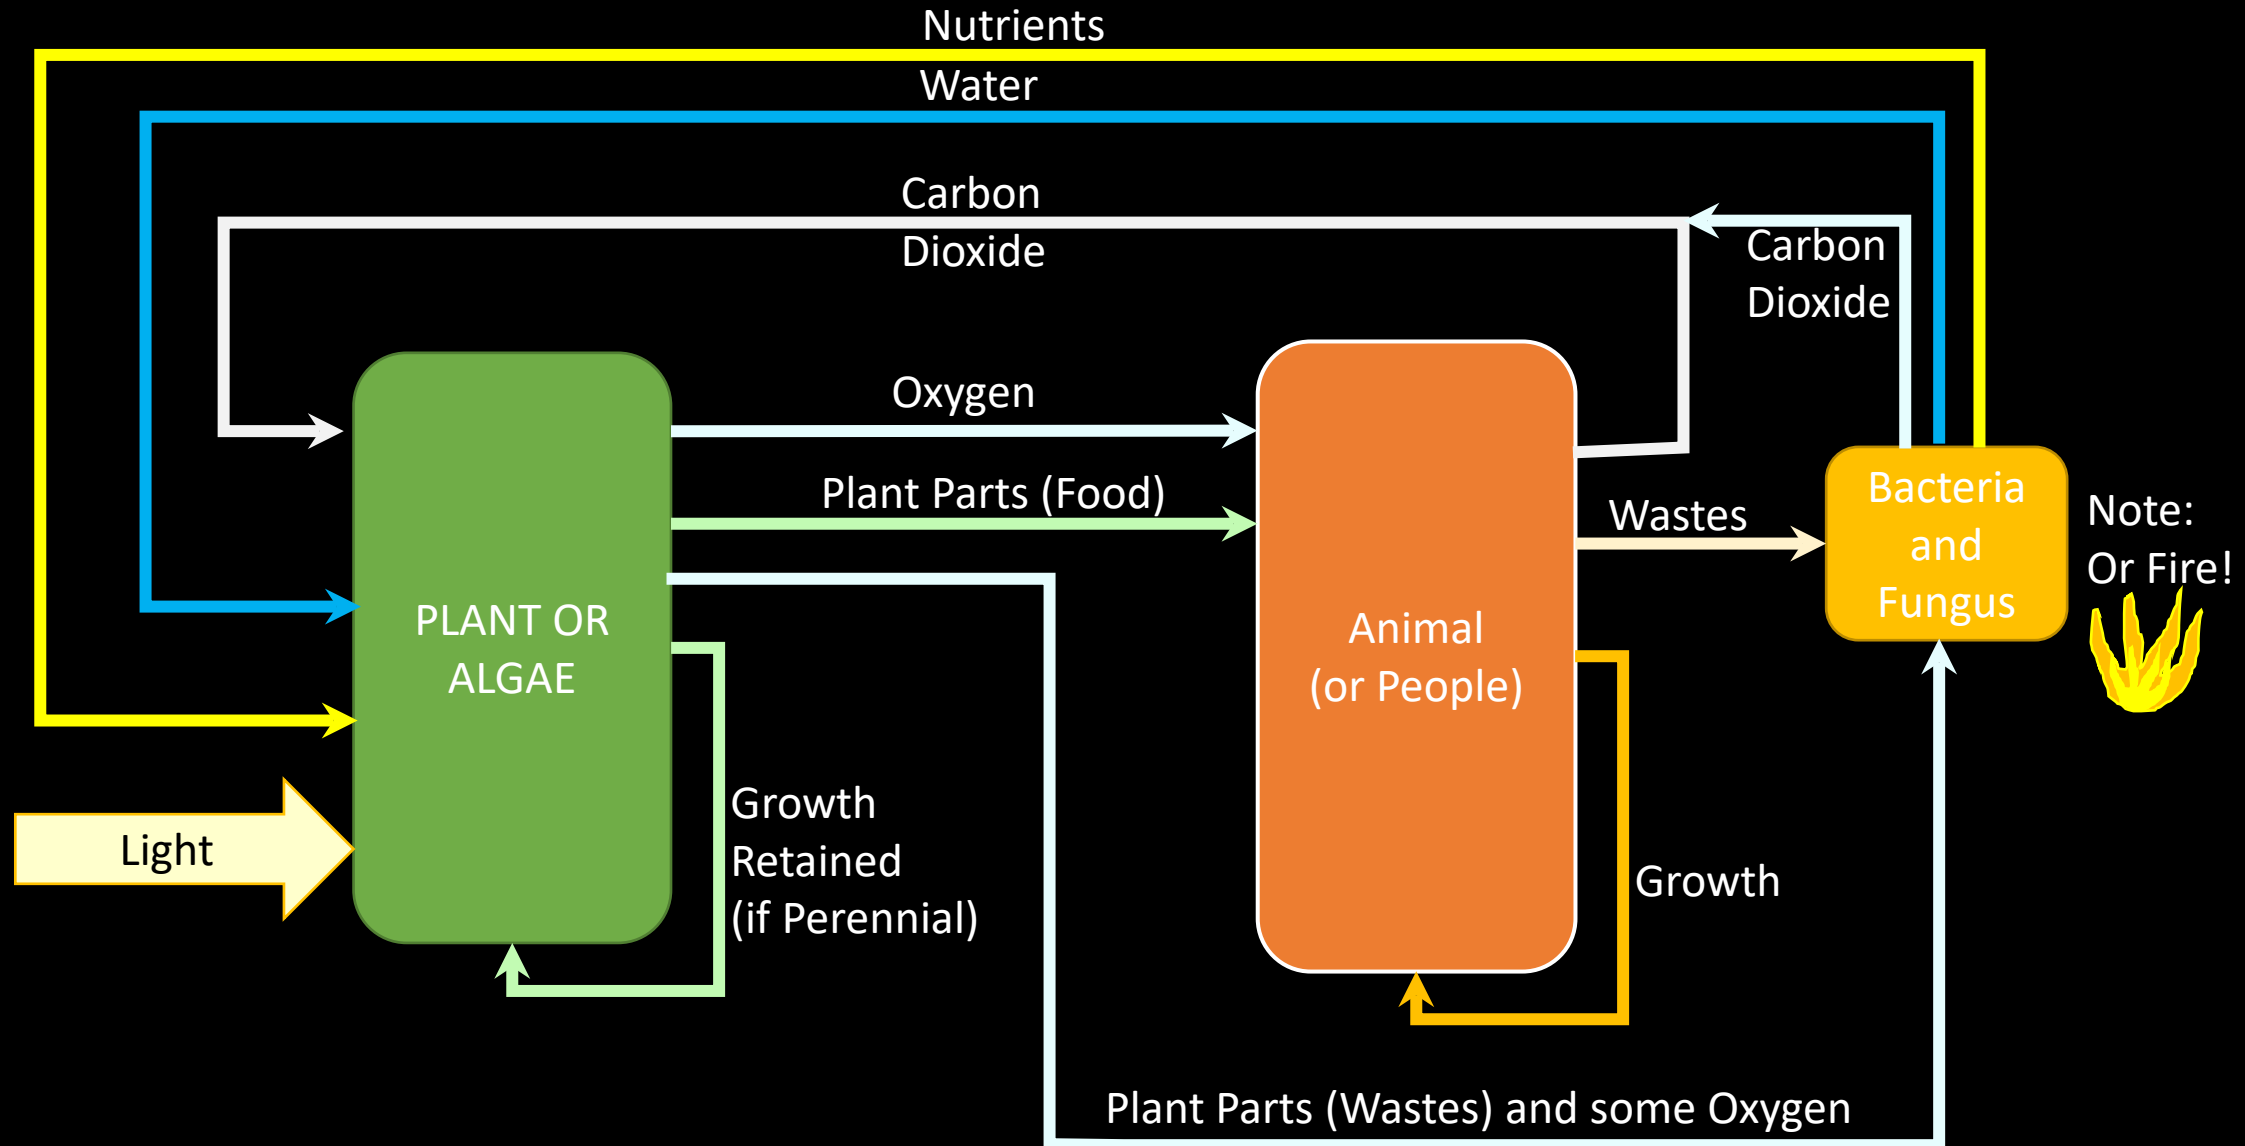 Nutrients
Water
Carbon
Dioxide
Carbon
Dioxide
Oxygen
Plant Parts (Food)
Wastes
Bacteria
and
Fungus
Note:
Or Fire!
PLANT OR
ALGAE
Animal
(or People)
Growth
Retained
(if Perennial)
Light
Growth
Plant Parts (Wastes) and some Oxygen